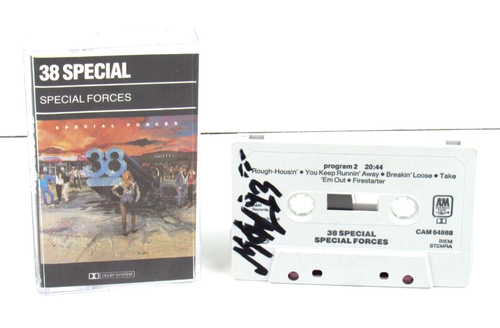 38 SPECIAL
SPECIAL FORCES
SPECIAL FORCES
38
DOLBY SYSTEM
program 2 20:44
Rough-Housin' • You Keep Runnin' Away • Breakin' Loose • Take
'Em Out • Firestarter
A&M
Records
A&M
38 SPECIAL
SPECIAL FORCES
CAM 64888
BIEM
STEMRA